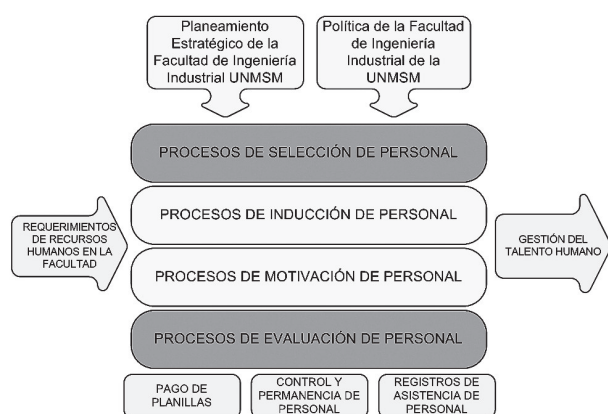 Planeamiento
Estratégico de la
Facultad de Ingeniería
Industrial UNMSM
Política de la Facultad
de Ingeniería
Industrial de la
UNMSM
PROCESOS DE SELECCIÓN DE PERSONAL
PROCESOS DE INDUCCIÓN DE PERSONAL
REQUERIMIENTOS
DE RECURSOS
HUMANOS EN LA
FACULTAD
GESTIÓN DEL
TALENTO HUMANO
PROCESOS DE MOTIVACIÓN DE PERSONAL
PROCESOS DE EVALUACIÓN DE PERSONAL
PAGO DE
PLANILLAS
CONTROL Y
PERMANENCIA DE
PERSONAL
REGISTROS DE
ASISTENCIA DE
PERSONAL